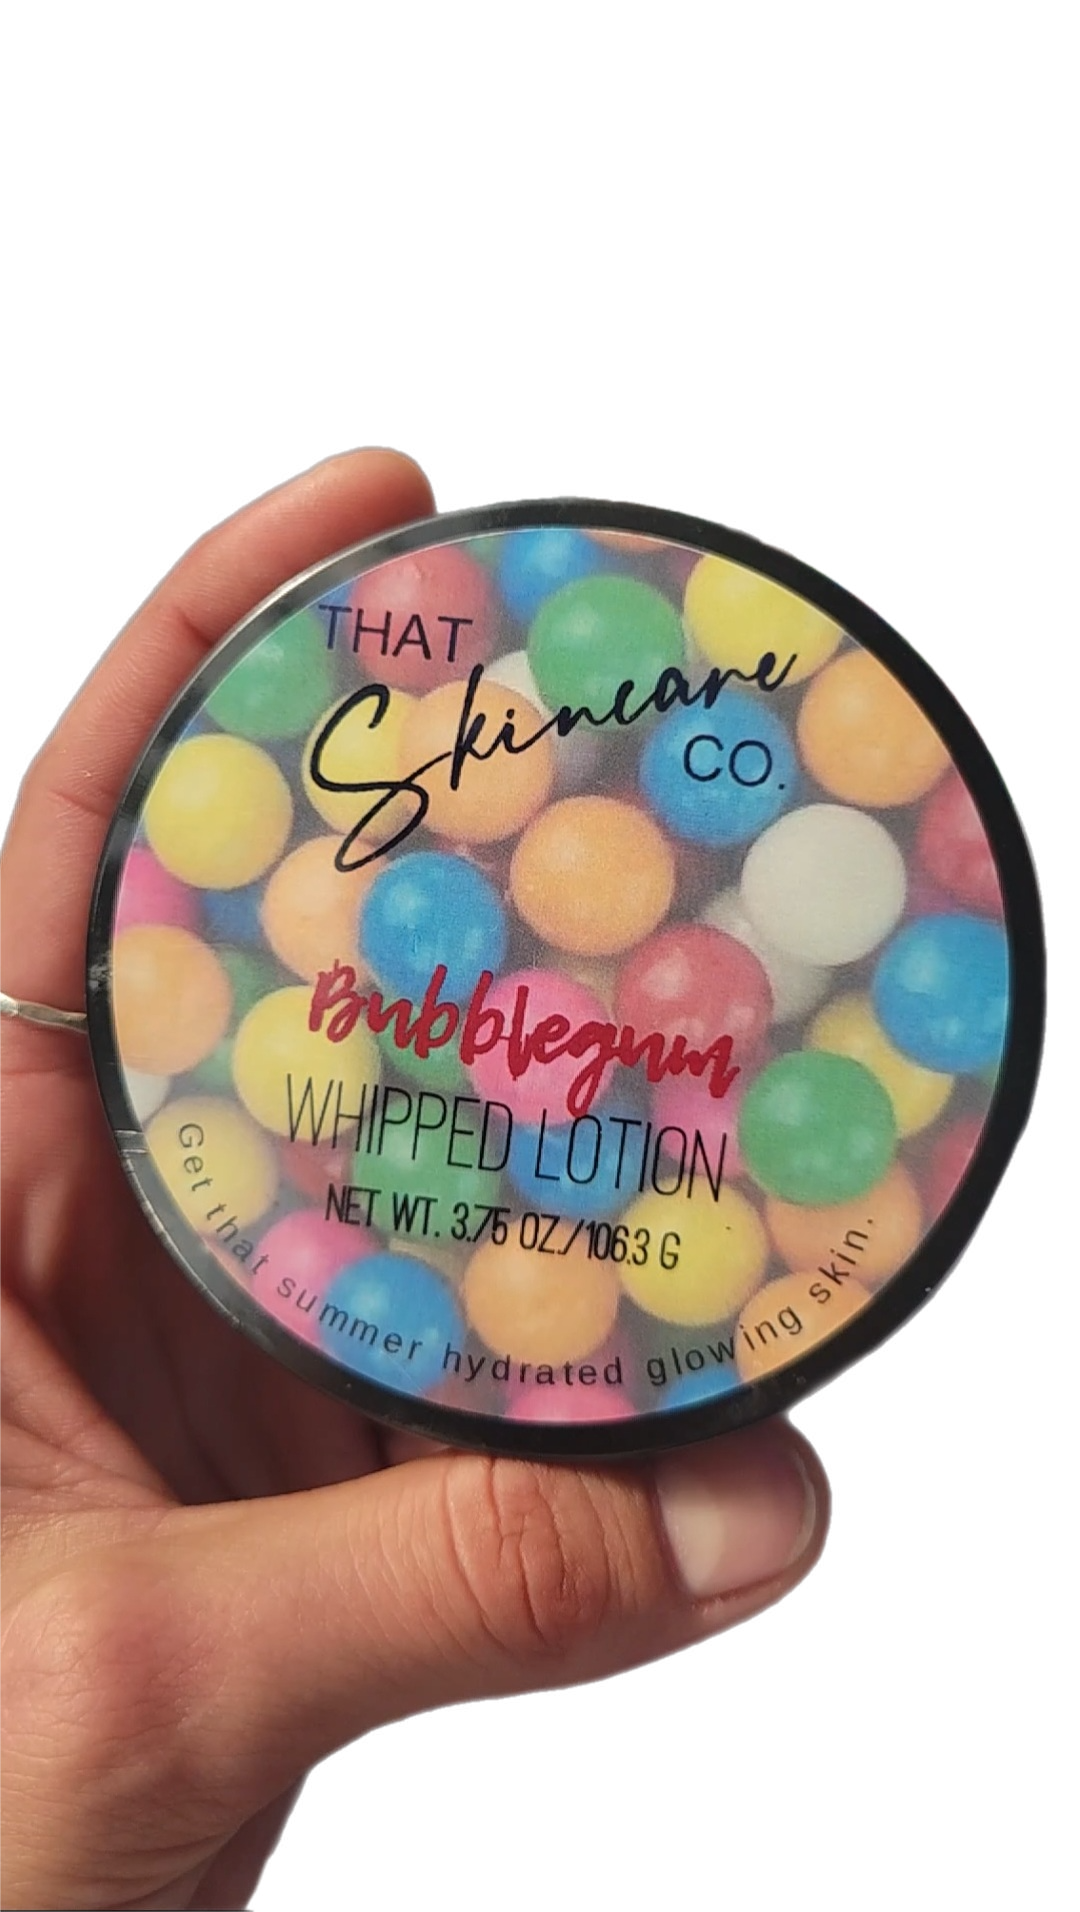 THAT
Skincare
CO.
Bubblegum
WHIPPED LOTION
NET WT. 3.75 OZ./106.3 G
Get that summer hydrated glowing skin.